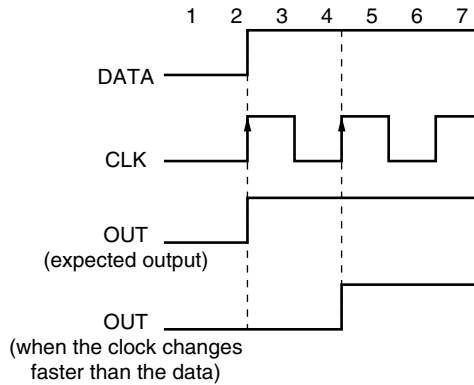 1 2 3 4 5 6 7
DATA
CLK
OUT
(expected output)
OUT
(when the clock changes
faster than the data)